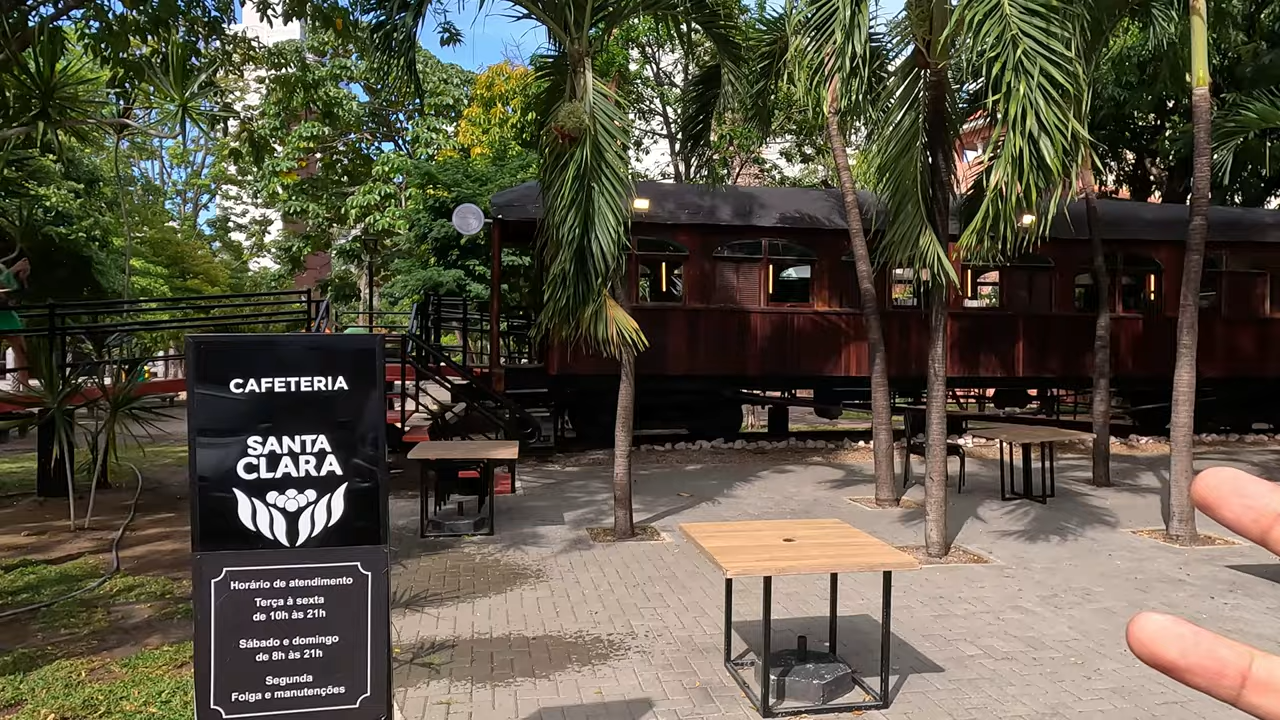 CAFETERIA
SANTA
CLARA
Horário de atendimento
Terça à sexta
de 10h às 21h
Sábado e domingo
de 8h às 21h
Segunda
Folga e manutenções